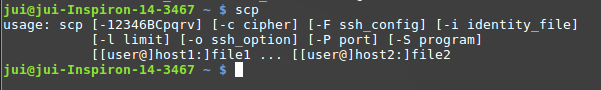 jui@jui-Inspiron-14-3467 ~ $ scp
usage: scp [-12346BCpqrv] [-c cipher] [-F ssh_config] [-i identity_file]
           [-l limit] [-o ssh_option] [-P port] [-S program]
           [[user@]host1:]file1 ... [[user@]host2:]file2
jui@jui-Inspiron-14-3467 ~ $